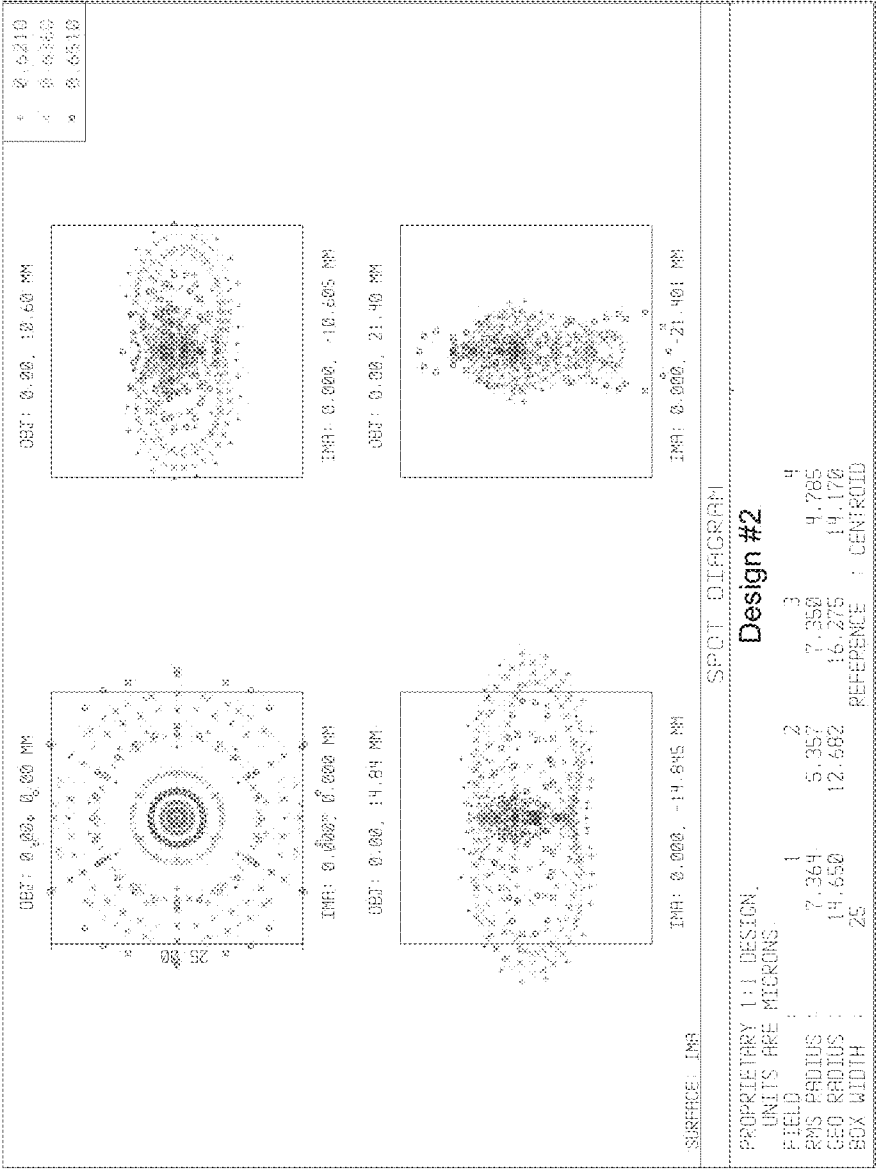 + 0.6210
× 0.6360
o 0.6510
OBJ: 0.00, 0.00 MM
OBJ: 0.00, 10.60 MM
25.00
IMA: 0.000, 0.000 MM
IMA: 0.000, -10.605 MM
OBJ: 0.00, 14.84 MM
OBJ: 0.00, 21.40 MM
IMA: 0.000, -14.845 MM
IMA: 0.000, -21.401 MM
SURFACE: IMA
SPOT DIAGRAM
PROPRIETARY 1:1 DESIGN.
Design #2
UNITS ARE MICRONS.
FIELD : 1 2 3 4
RMS RADIUS : 7.364 5.357 7.350 4.785
GEO RADIUS : 14.650 12.682 16.275 14.170
BOX WIDTH : 25 REFERENCE : CENTROID